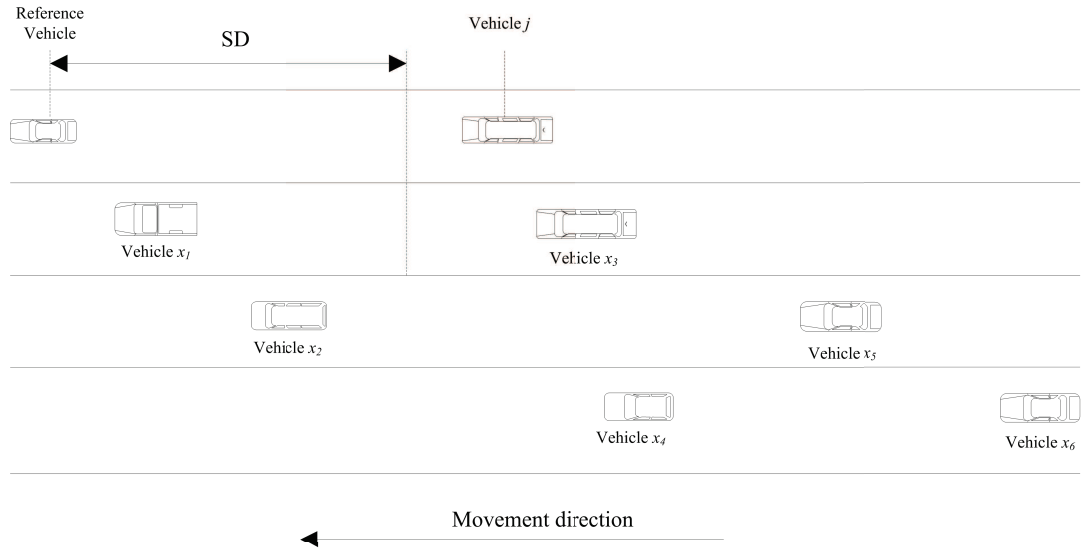 Reference
Vehicle
SD
Vehicle j
Vehicle x₁
Vehicle x₃
Vehicle x₂
Vehicle x₅
Vehicle x₄
Vehicle x₆
Movement direction